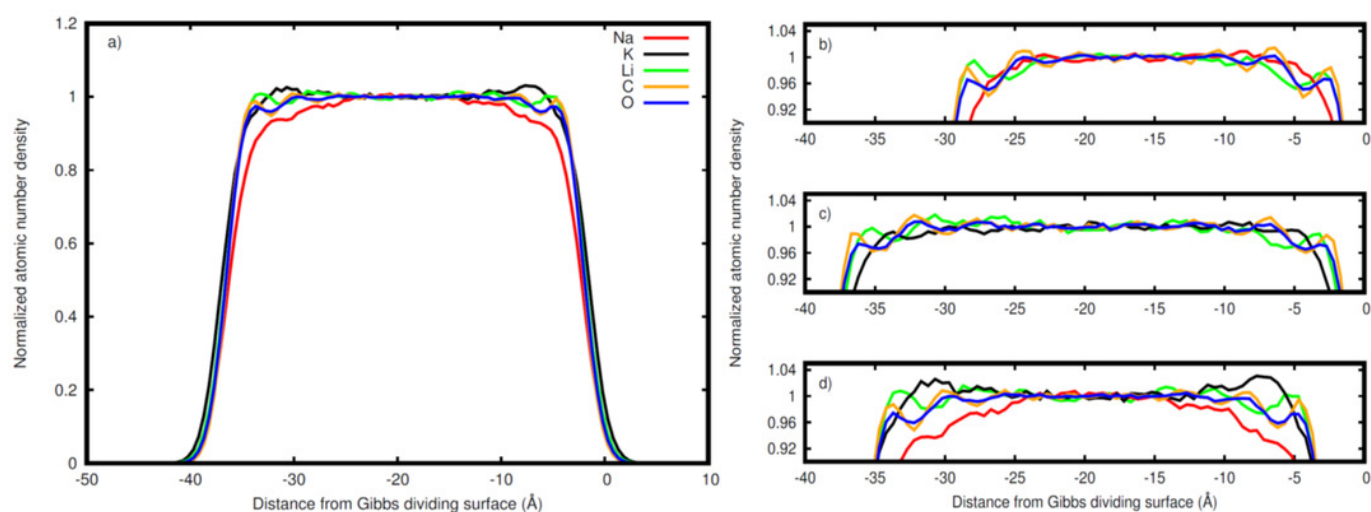 a)
Na
K
Li
C
O
1.2
1
0.8
0.6
0.4
0.2
0
-50 -40 -30 -20 -10 0 10
Normalized atomic number density
Distance from Gibbs dividing surface (Å)
b)
1.04
1
0.96
0.92
-40 -35 -30 -25 -20 -15 -10 -5 0
c)
1.04
1
0.96
0.92
-40 -35 -30 -25 -20 -15 -10 -5 0
Normalized atomic number density
d)
1.04
1
0.96
0.92
-40 -35 -30 -25 -20 -15 -10 -5 0
Distance from Gibbs dividing surface (Å)